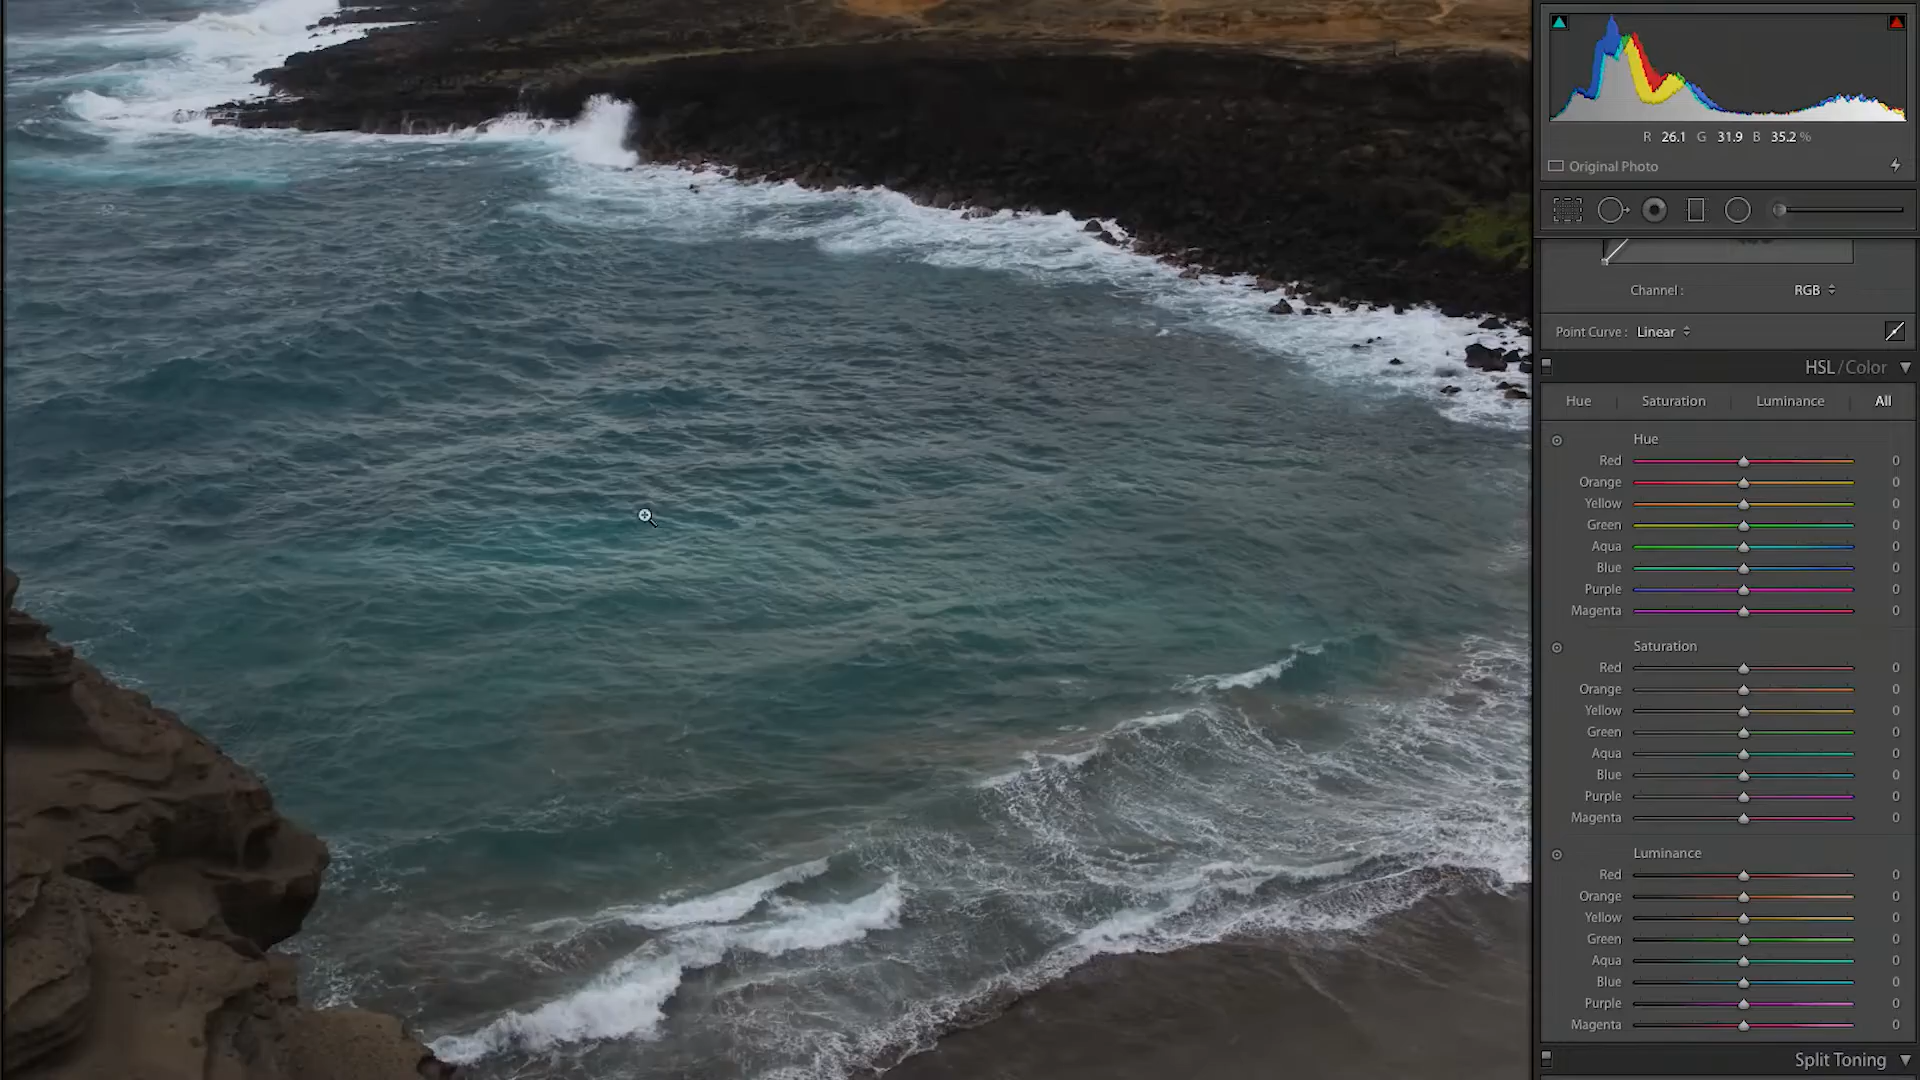 R 26.1 G 31.9 B 35.2 %
Original Photo
Channel : RGB
Point Curve : Linear
HSL / Color
Hue Saturation Luminance All
Hue
Red 0
Orange 0
Yellow 0
Green 0
Aqua 0
Blue 0
Purple 0
Magenta 0
Saturation
Red 0
Orange 0
Yellow 0
Green 0
Aqua 0
Blue 0
Purple 0
Magenta 0
Luminance
Red 0
Orange 0
Yellow 0
Green 0
Aqua 0
Blue 0
Purple 0
Magenta 0
Split Toning